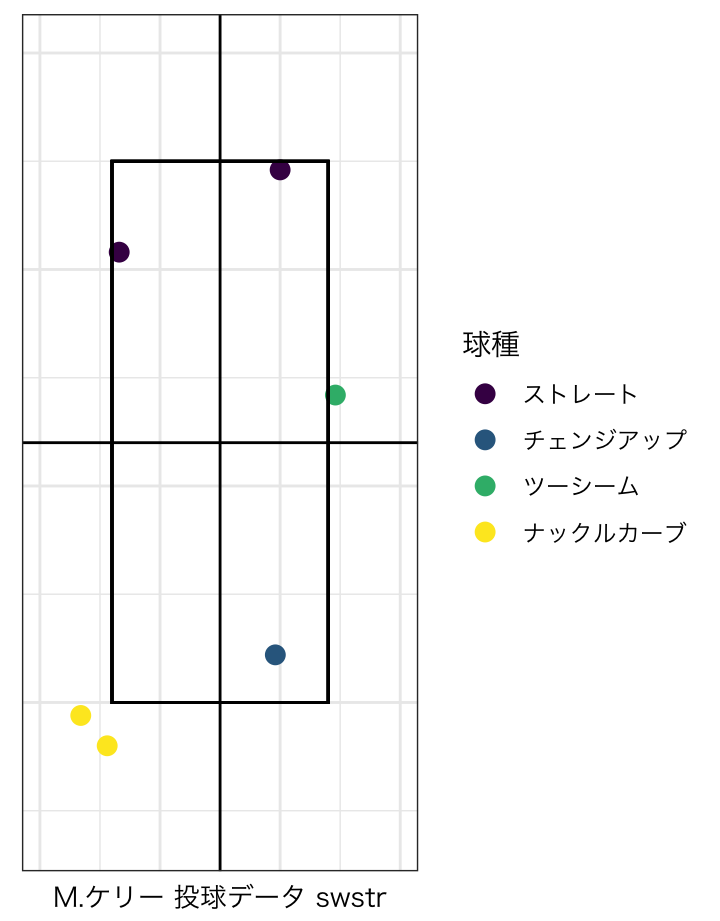 球種
ストレート
チェンジアップ
ツーシーム
ナックルカーブ
M.ケリー 投球データ swstr